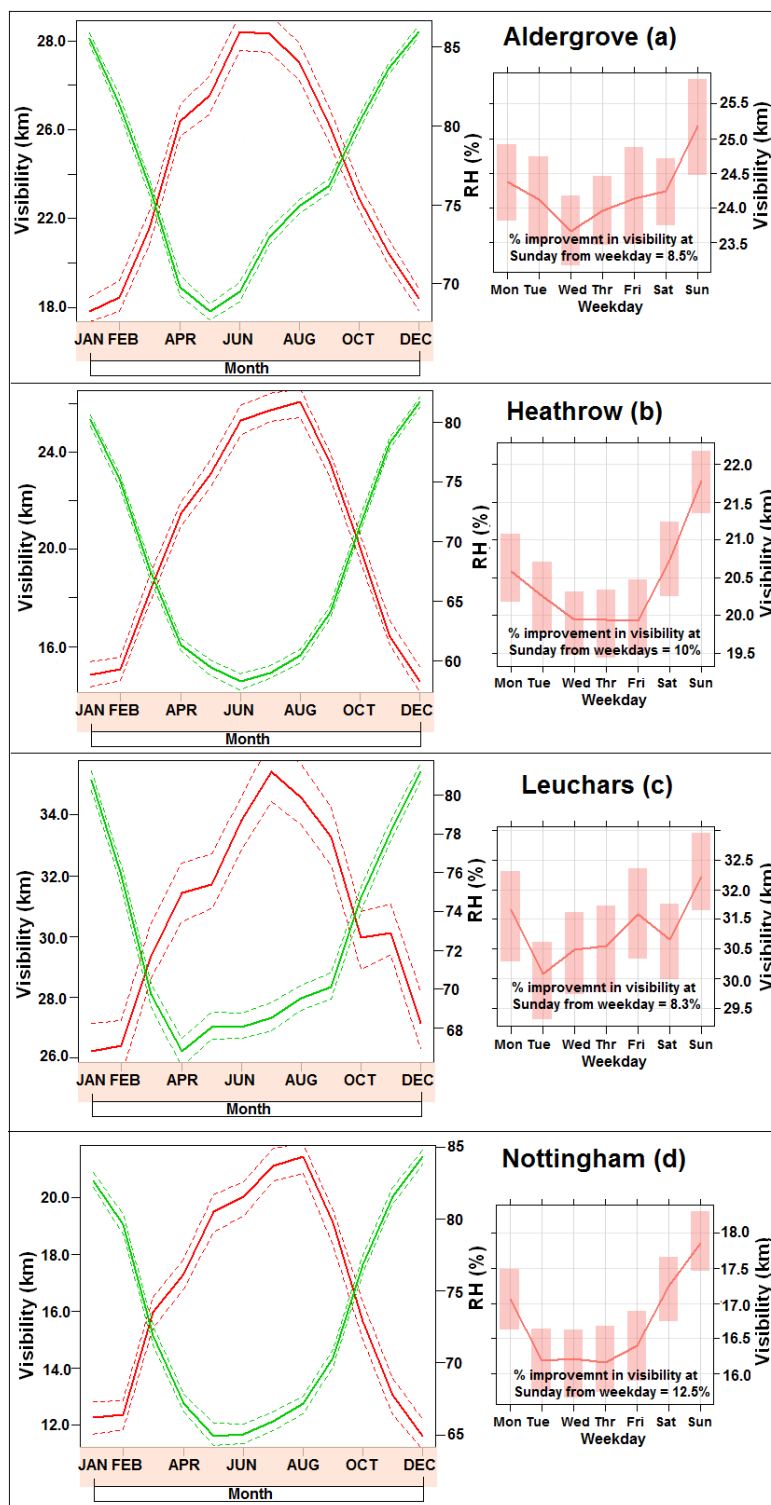 Aldergrove (a)
Visibility (km)
28.0
26.0
22.0
18.0
85
80
75
70
RH (%)
JAN FEB APR JUN AUG OCT DEC
Month
25.5
25.0
24.5
24.0
23.5
Visibility (km)
% improvemnt in visibility at
Sunday from weekday = 8.5%
Mon Tue Wed Thr Fri Sat Sun
Weekday
Heathrow (b)
Visibility (km)
24.0
20.0
16.0
80
75
70
65
60
RH (%)
JAN FEB APR JUN AUG OCT DEC
Month
22.0
21.5
21.0
20.5
20.0
19.5
Visibility (km)
% improvement in visibility at
Sunday from weekdays = 10%
Mon Tue Wed Thr Fri Sat Sun
Weekday
Leuchars (c)
Visibility (km)
34.0
32.0
30.0
28.0
26.0
80
78
76
74
72
70
68
RH (%)
JAN FEB APR JUN AUG OCT DEC
Month
32.5
32.0
31.5
30.5
30.0
29.5
Visibility (km)
% improvemnt in visibility at
Sunday from weekday = 8.3%
Mon Tue Wed Thr Fri Sat Sun
Weekday
Nottingham (d)
Visibility (km)
20.0
18.0
16.0
14.0
12.0
85
80
75
70
65
RH (%)
JAN FEB APR JUN AUG OCT DEC
Month
18.0
17.5
17.0
16.5
16.0
Visibility (km)
% improvemnt in visibility at
Sunday from weekday = 12.5%
Mon Tue Wed Thr Fri Sat Sun
Weekday